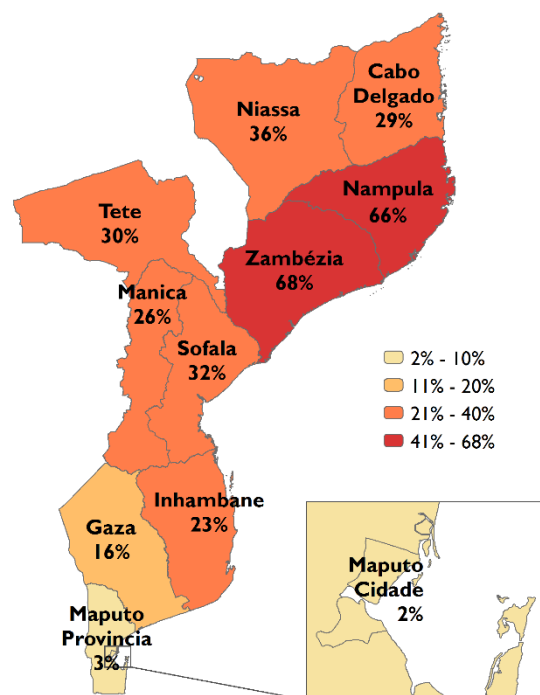 Cabo
Delgado
29%
Niassa
36%
Nampula
66%
Tete
30%
Zambézia
68%
Manica
26%
Sofala
32%
2% - 10%
11% - 20%
21% - 40%
41% - 68%
Inhambane
23%
Gaza
16%
Maputo
Cidade
2%
Maputo
Provincia
3%